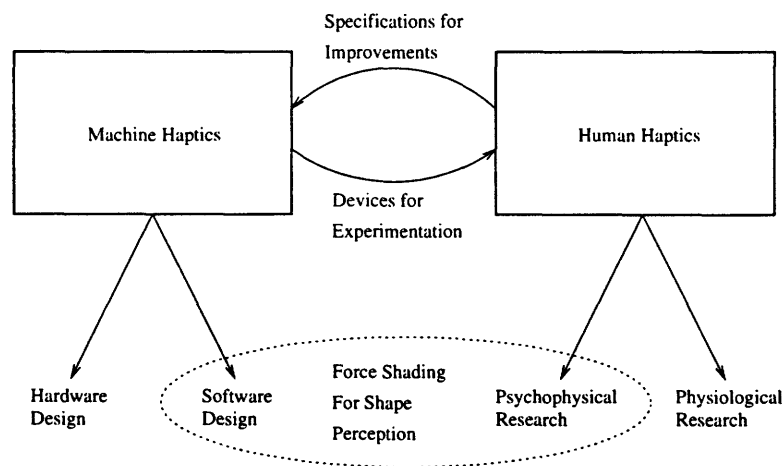 Specifications for
Improvements
Machine Haptics
Human Haptics
Devices for
Experimentation
Hardware
Design
Software
Design
Force Shading
For Shape
Perception
Psychophysical
Research
Physiological
Research